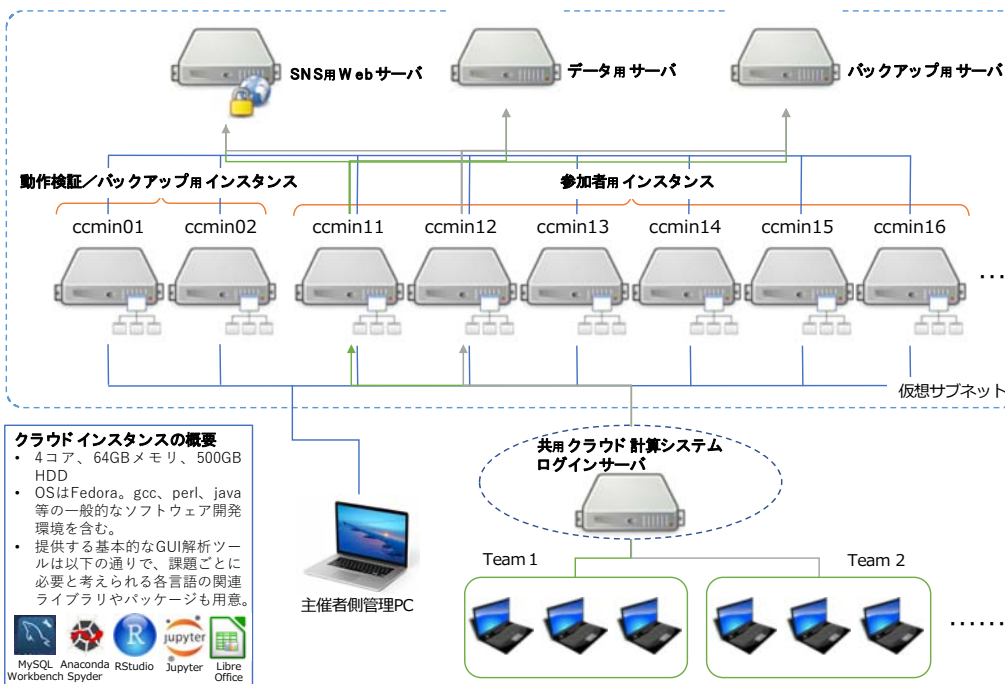 SNS用Webサーバ
データ用サーバ
バックアップ用サーバ
動作検証／バックアップ用インスタンス
参加者用インスタンス
ccmin01
ccmin02
ccmin11
ccmin12
ccmin13
ccmin14
ccmin15
ccmin16
…
仮想サブネット
クラウドインスタンスの概要
• 4コア、64GBメモリ、500GB
HDD
• OSはFedora。gcc、perl、java
等の一般的なソフトウェア開発
環境を含む。
• 提供する基本的なGUI解析ツー
ルは以下の通りで、課題ごとに
必要と考えられる各言語の関連
ライブラリやパッケージも用意。
R
jupyter
MySQL
Workbench
Anaconda
Spyder
RStudio
Jupyter
Libre
Office
主催者側管理PC
共用クラウド計算システム
ログインサーバ
Team 1
Team 2
……